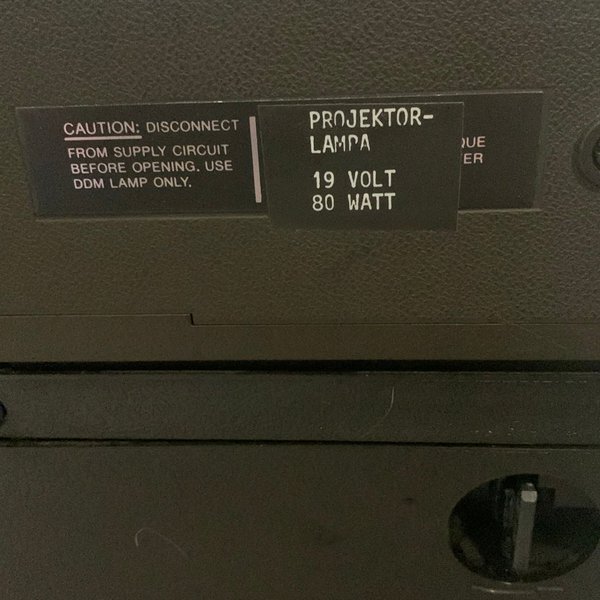 CAUTION: DISCONNECT
FROM SUPPLY CIRCUIT
BEFORE OPENING. USE
DDM LAMP ONLY.
PROJEKTOR-
LAMPA
19 VOLT
80 WATT
QUE
ER